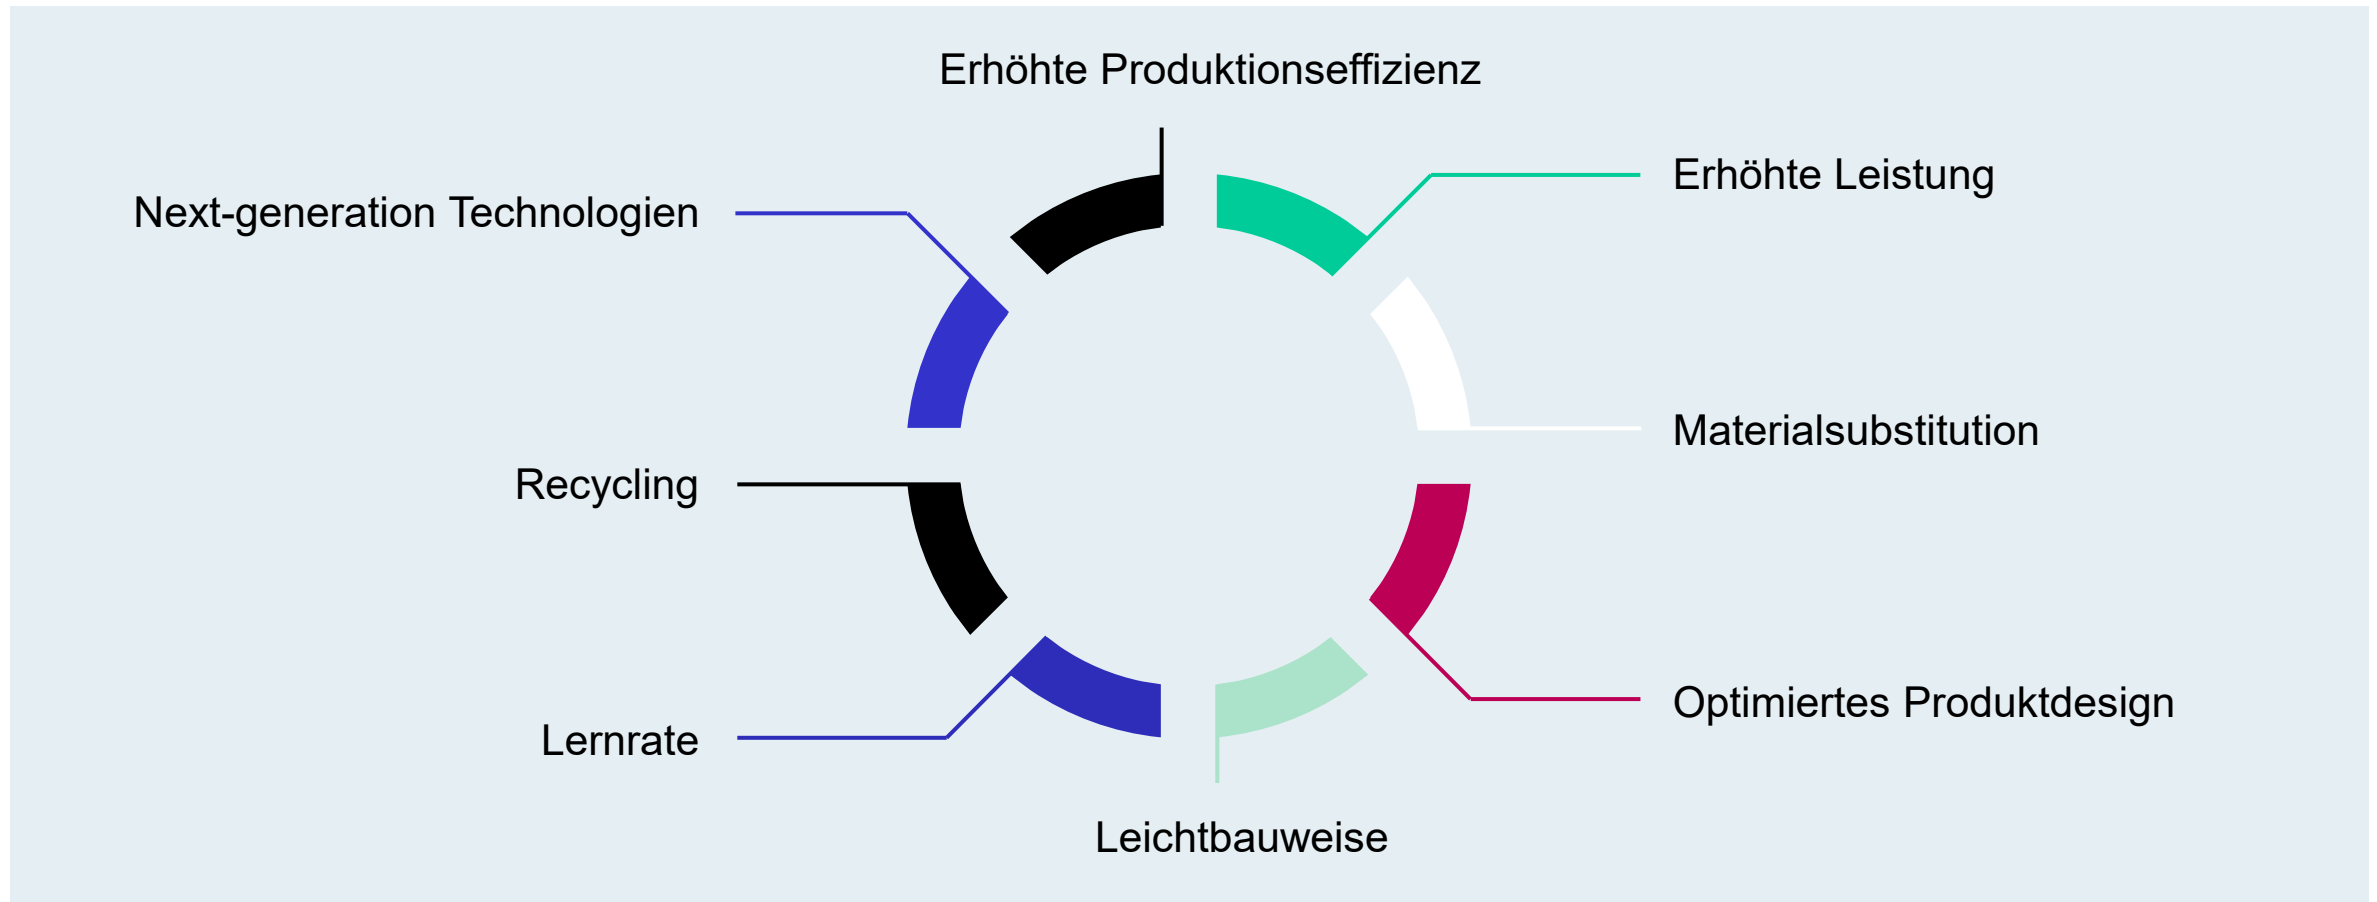 Erhöhte Produktionseffizienz
Erhöhte Leistung
Next-generation Technologien
Materialsubstitution
Recycling
Optimiertes Produktdesign
Lernrate
Leichtbauweise